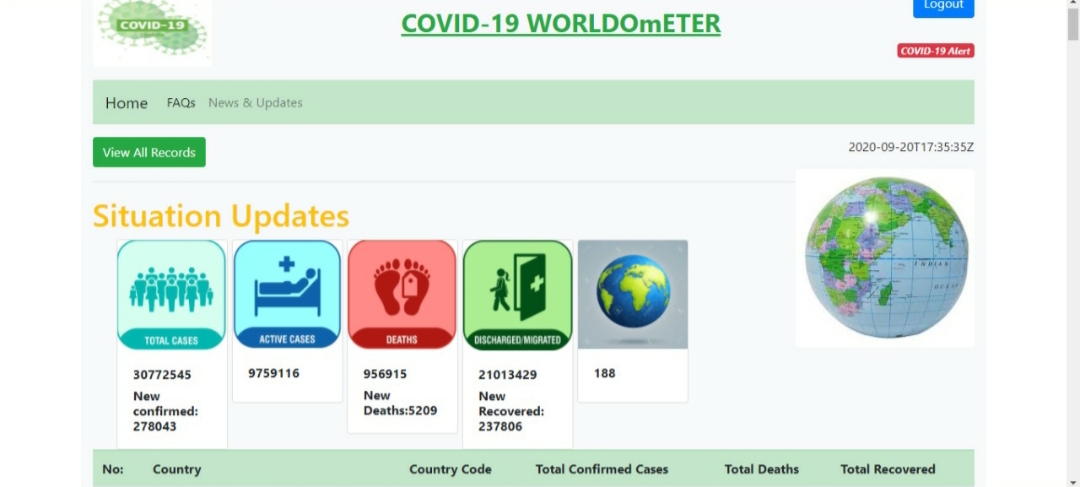 COVID-19
COVID-19 WORLDOmETER
Logout
COVID-19 Alert
Home FAQs News & Updates
View All Records
2020-09-20T17:35:35Z
Situation Updates
INDIAN
TOTAL CASES
ACTIVE CASES
DEATHS
DISCHARGED/MIGRATED
30772545
New
confirmed:
278043
9759116
956915
New
Deaths:5209
21013429
New
Recovered:
237806
188
No: Country Country Code Total Confirmed Cases Total Deaths Total Recovered